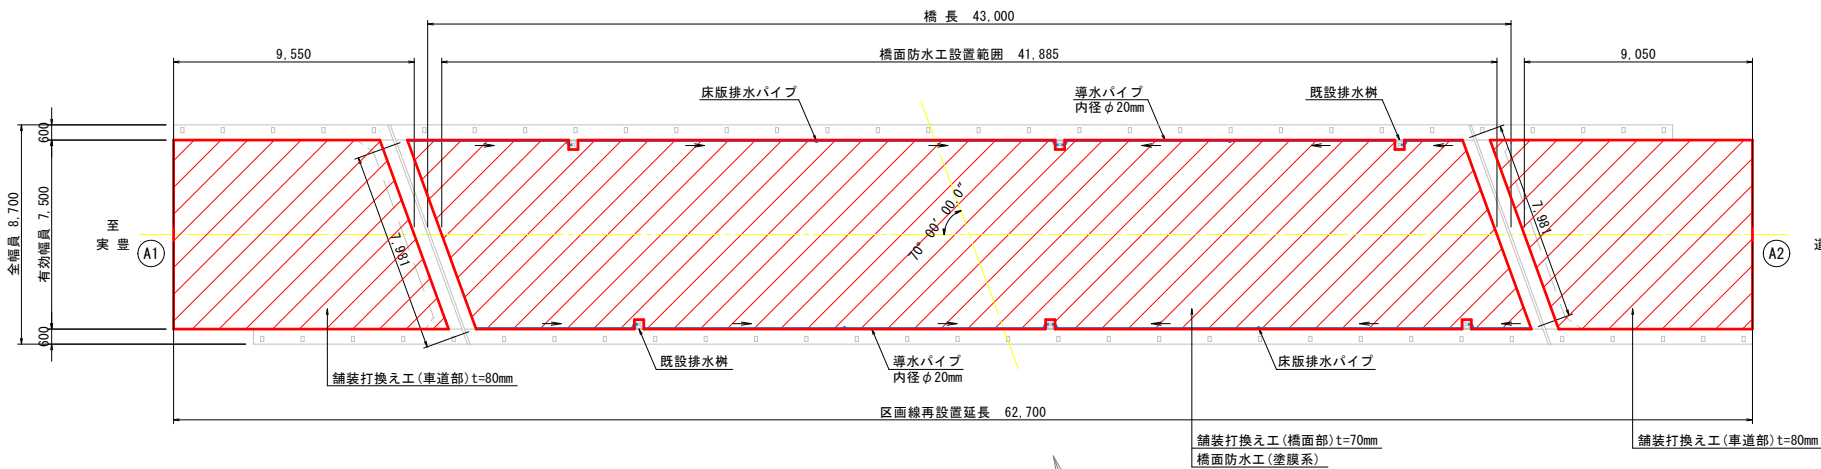 橋 長 43,000
9,550
橋面防水工設置範囲 41,885
9,050
床版排水パイプ
導水パイプ
内径φ20mm
既設排水桝
600
全幅員 8,700
有効幅員 7,500
600
至
実 豊
A1
7,981
70° 00′ 00.0″
7,981
A2
道
既設排水桝
導水パイプ
内径φ20mm
床版排水パイプ
舗装打換え工(車道部)t=80mm
区画線再設置延長 62,700
舗装打換え工(橋面部)t=70mm
橋面防水工(塗膜系)
舗装打換え工(車道部)t=80mm